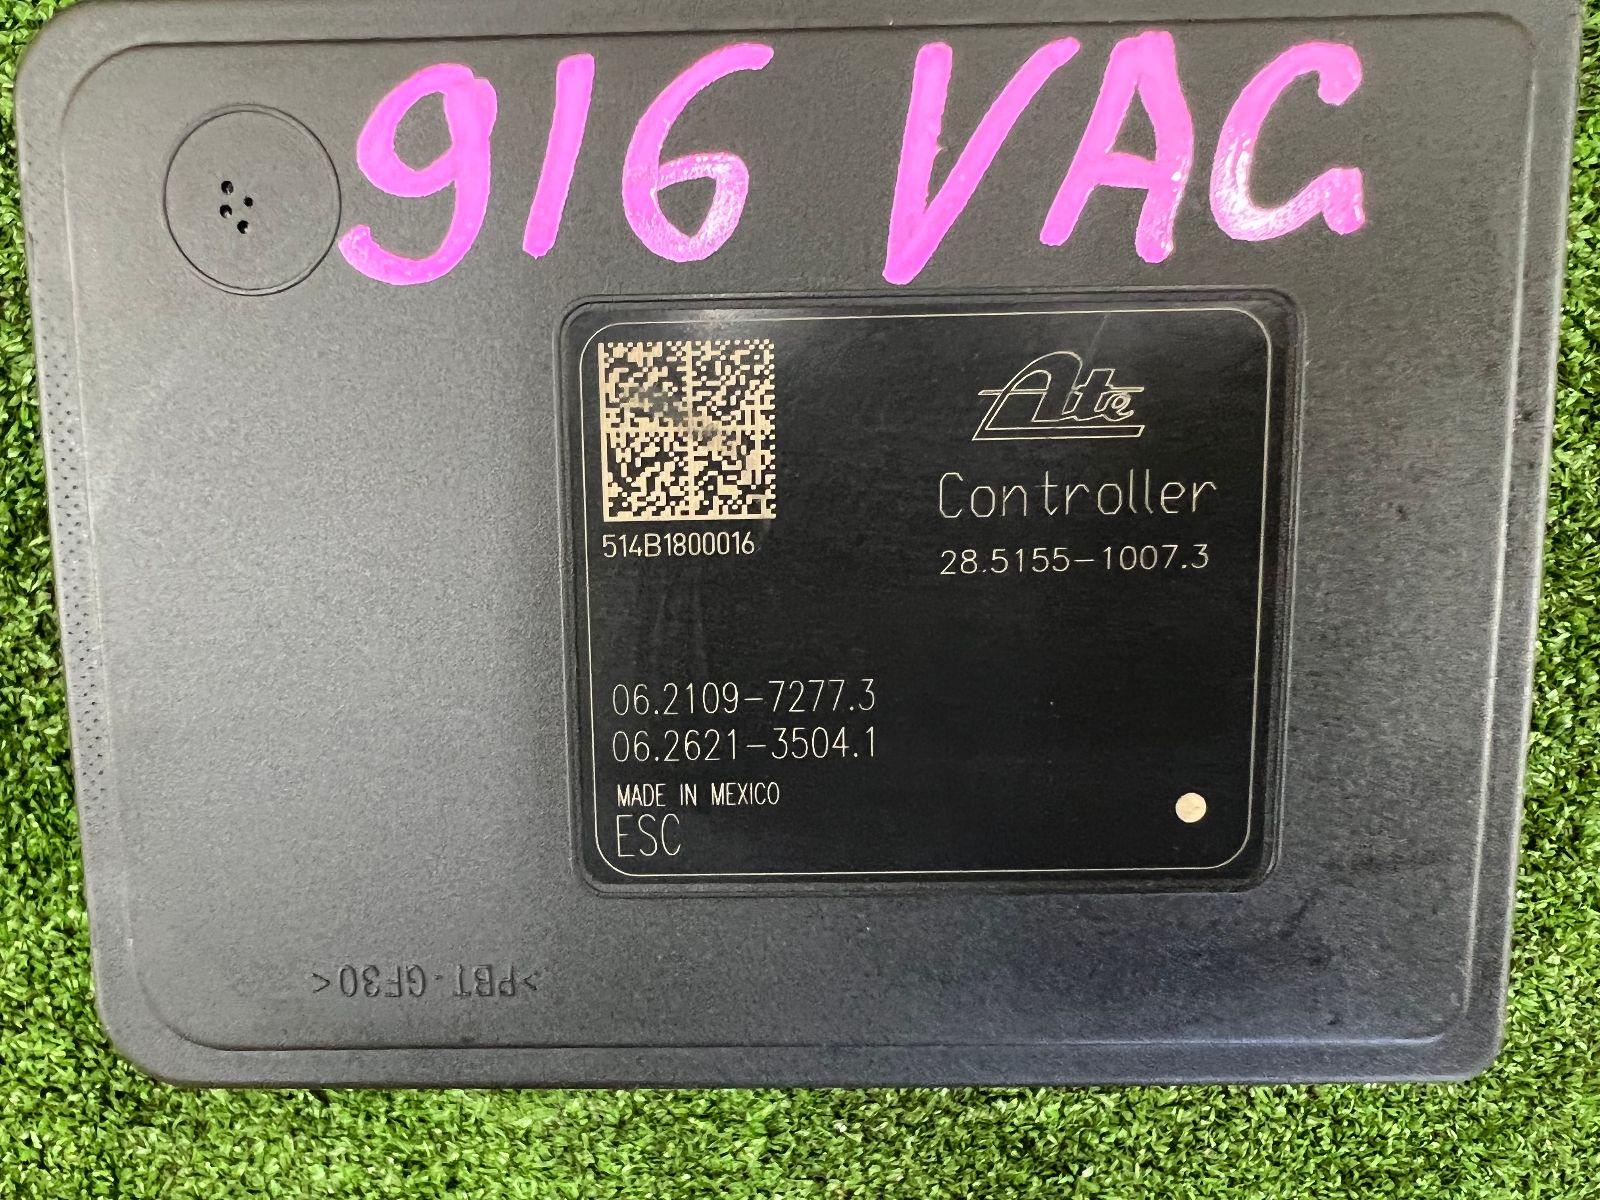 916 VAG
Ate
Controller
514B1800016
28.5155-1007.3
06.2109-7277.3
06.2621-3504.1
MADE IN MEXICO
ESC
>PBT-GF30<